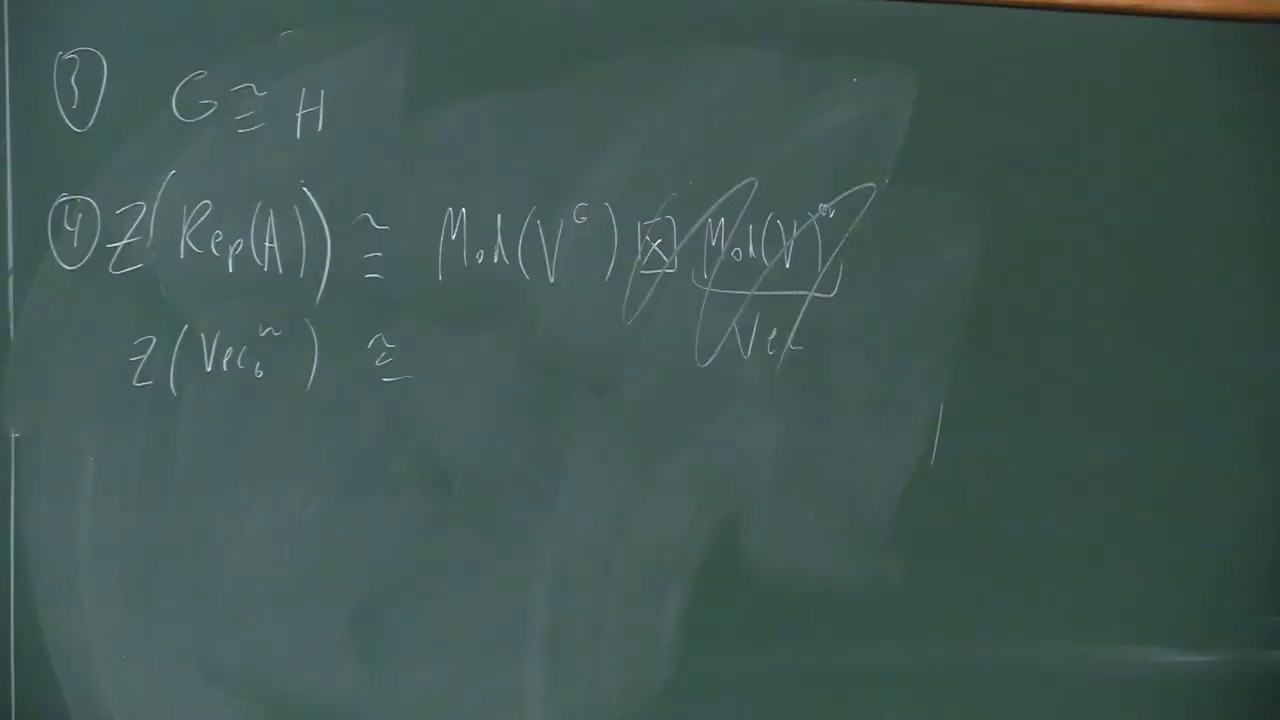 ③ G ≅ H
④ Z(Rep(A)) ≅ Mod(V^G) ⊠ Mod(V)^{op}
Vec
Z(Vec_G^ω) ≅